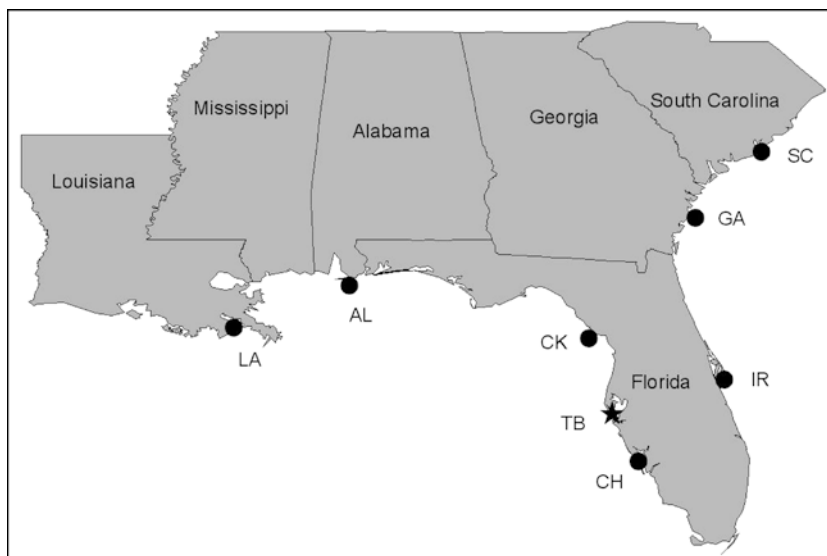 South Carolina
Mississippi
Georgia
Alabama
SC
Louisiana
GA
AL
CK
LA
Florida
IR
TB
CH